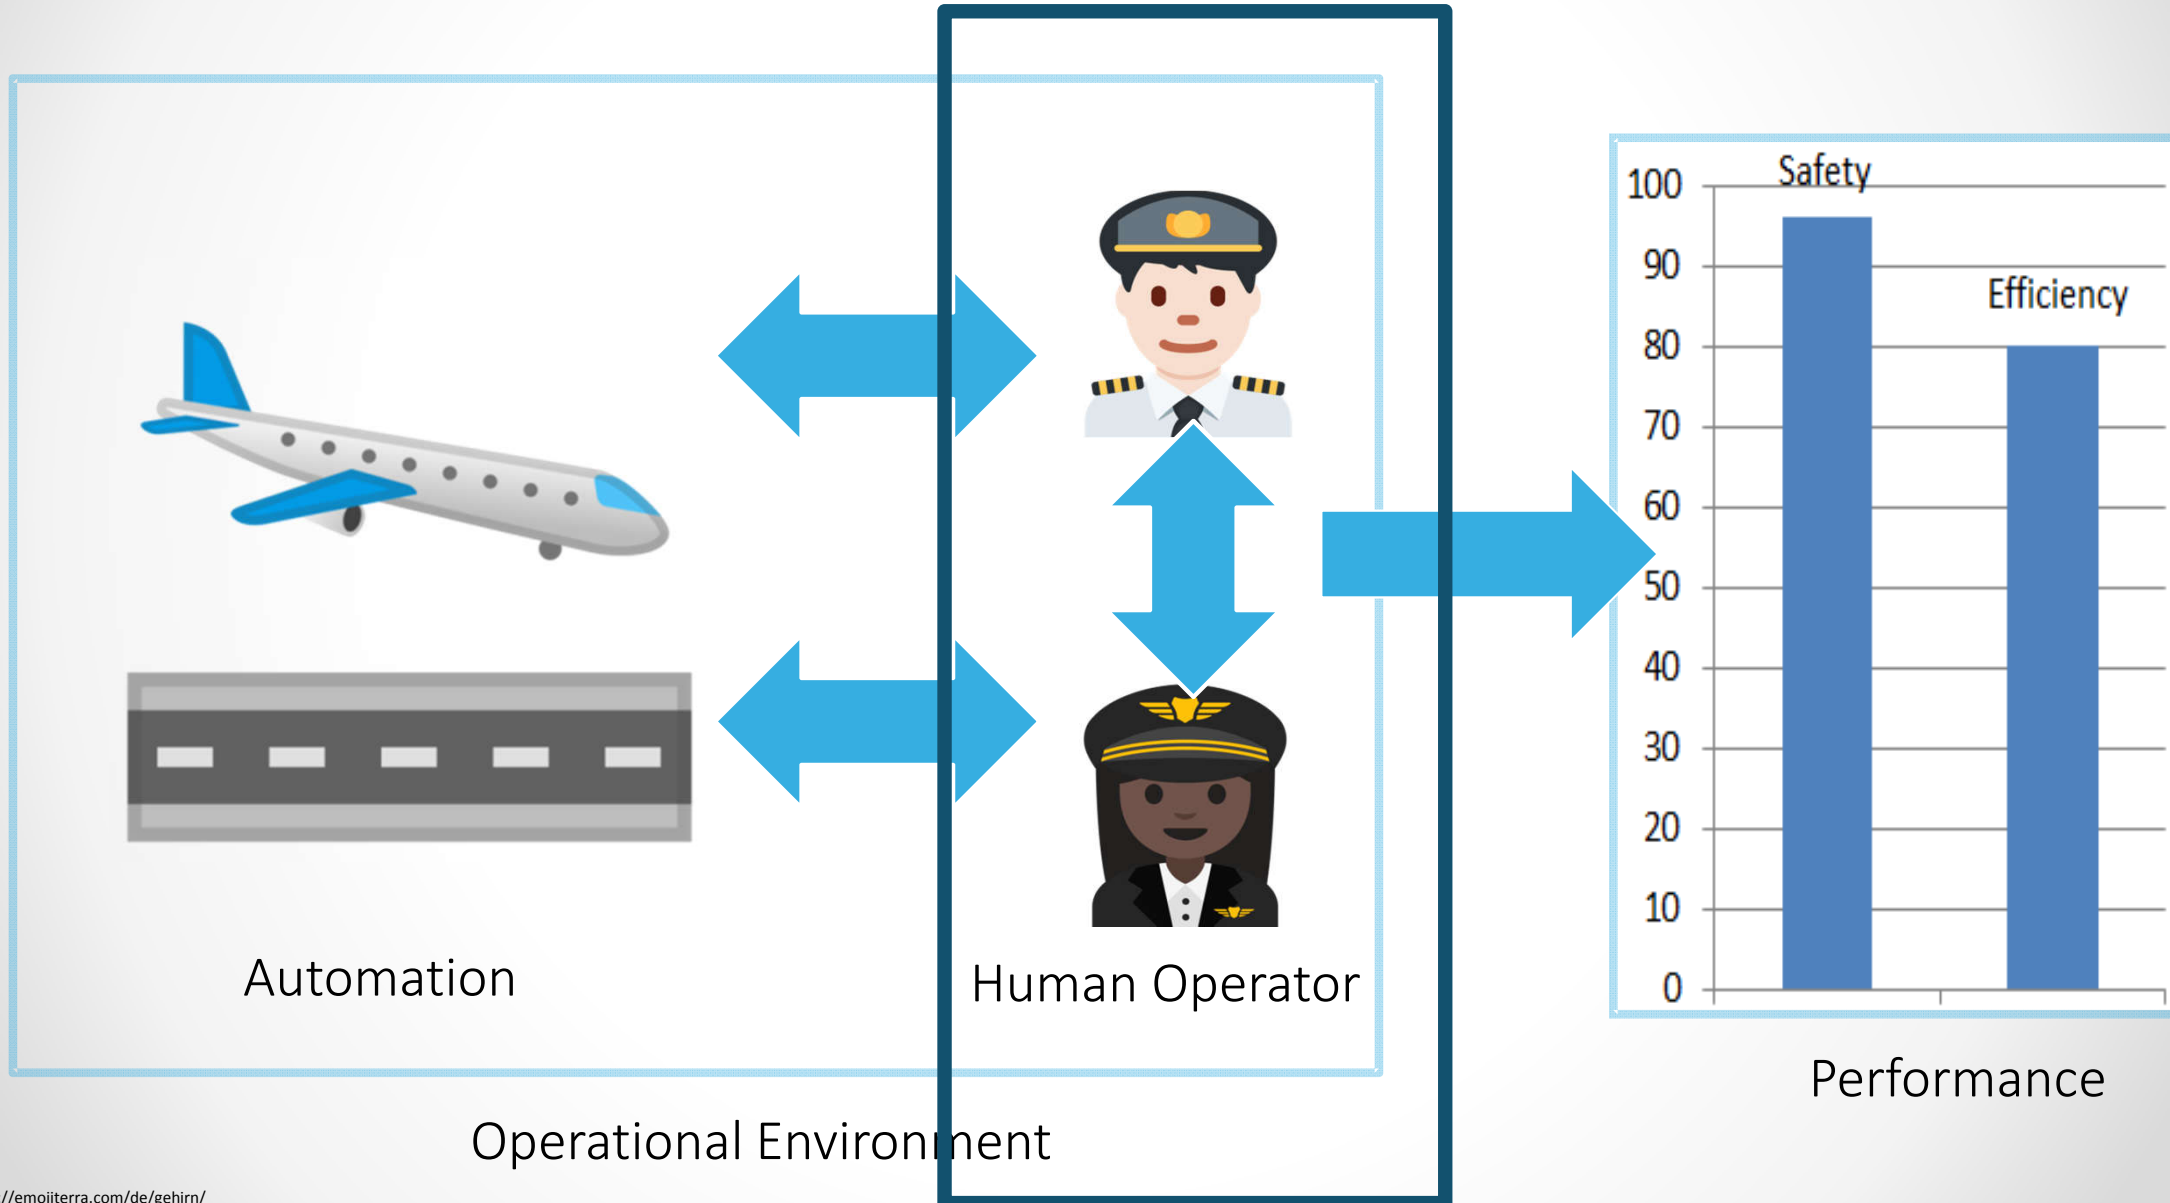 Safety
100
90
Efficiency
80
70
60
50
40
30
20
10
0
Automation
Human Operator
Performance
Operational Environment
://emojiterra.com/de/gehirn/